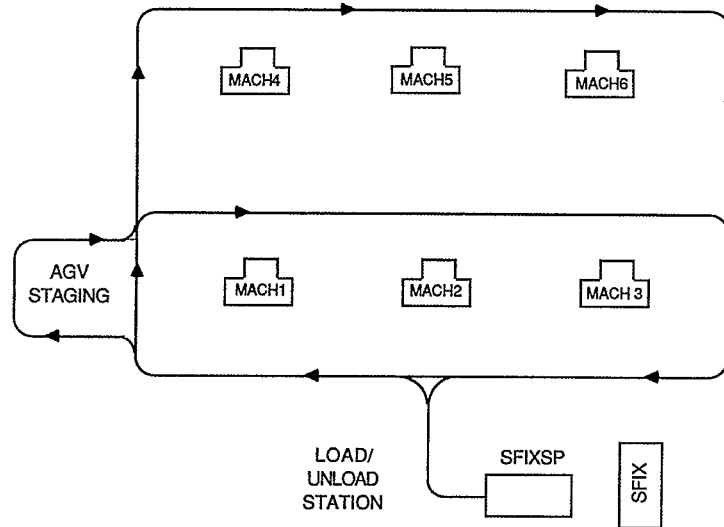 MACH4
MACH5
MACH6
AGV
STAGING
MACH1
MACH2
MACH 3
LOAD/
UNLOAD
STATION
SFIXSP
SFIX